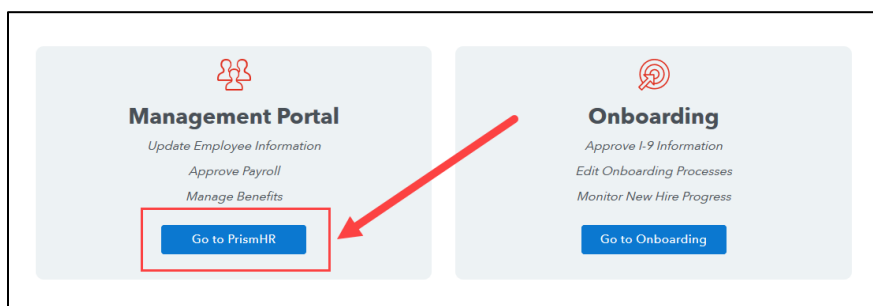 Management Portal
Update Employee Information
Approve Payroll
Manage Benefits
Go to PrismHR
Onboarding
Approve I-9 Information
Edit Onboarding Processes
Monitor New Hire Progress
Go to Onboarding